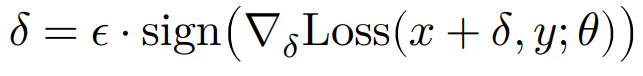 δ = ϵ · sign(∇_δ Loss(x + δ, y; θ))